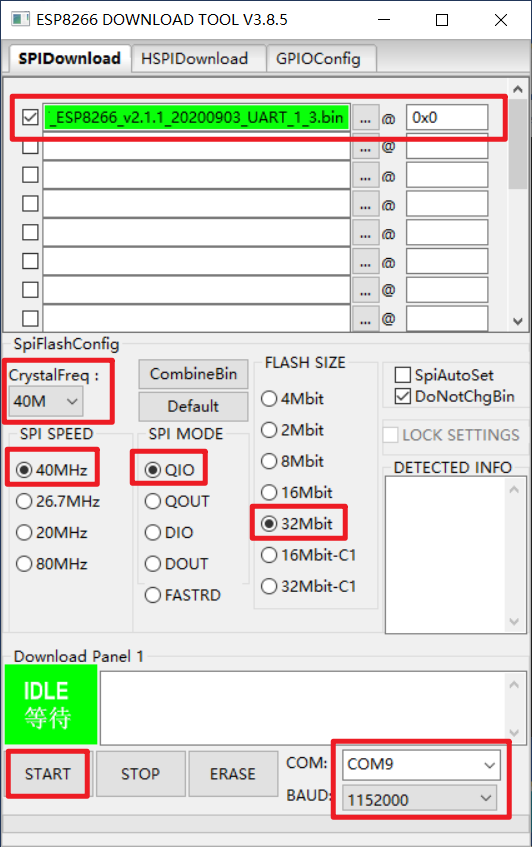 ESP8266 DOWNLOAD TOOL V3.8.5
SPIDownload HSPIDownload GPIOConfig
_ESP8266_v2.1.1_20200903_UART_1_3.bin ... @ 0x0
... @
... @
... @
... @
... @
... @
... @
SpiFlashConfig
CrystalFreq :
40M
CombineBin
Default
SPI SPEED
40MHz
26.7MHz
20MHz
80MHz
SPI MODE
QIO
QOUT
DIO
DOUT
FASTRD
FLASH SIZE
4Mbit
2Mbit
8Mbit
16Mbit
32Mbit
16Mbit-C1
32Mbit-C1
SpiAutoSet
DoNotChgBin
LOCK SETTINGS
DETECTED INFO
Download Panel 1
IDLE
等待
START STOP ERASE
COM: COM9
BAUD: 1152000